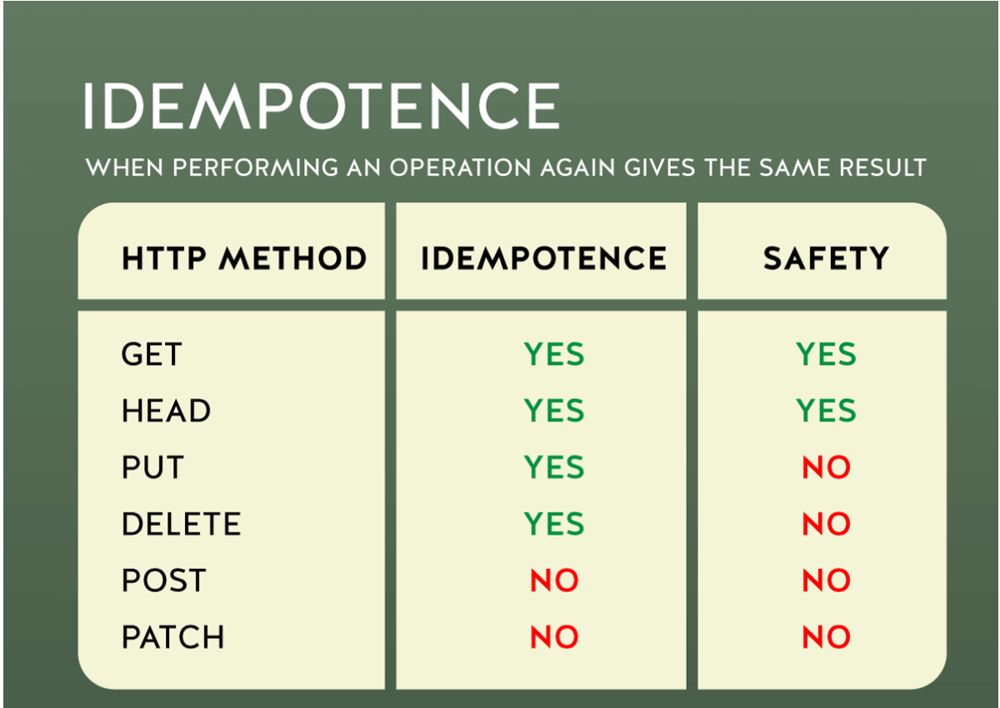 IDEMPOTENCE
WHEN PERFORMING AN OPERATION AGAIN GIVES THE SAME RESULT
HTTP METHOD IDEMPOTENCE SAFETY
GET YES YES
HEAD YES YES
PUT YES NO
DELETE YES NO
POST NO NO
PATCH NO NO